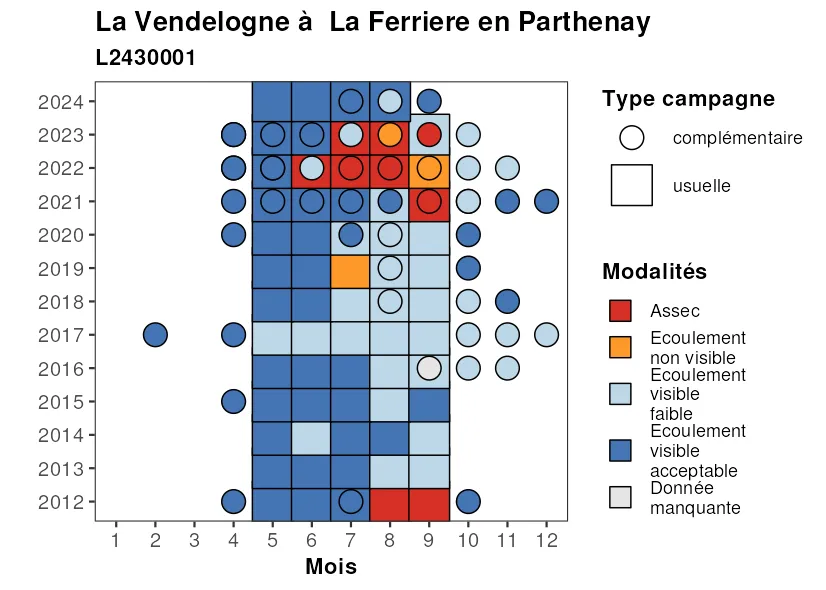 La Vendelogne à  La Ferriere en Parthenay
L2430001
2024
2023
2022
2021
2020
2019
2018
2017
2016
2015
2014
2013
2012
1 2 3 4 5 6 7 8 9 10 11 12
Mois
Type campagne
complémentaire
usuelle
Modalités
Assec
Ecoulement
non visible
Ecoulement
visible
faible
Ecoulement
visible
acceptable
Donnée
manquante